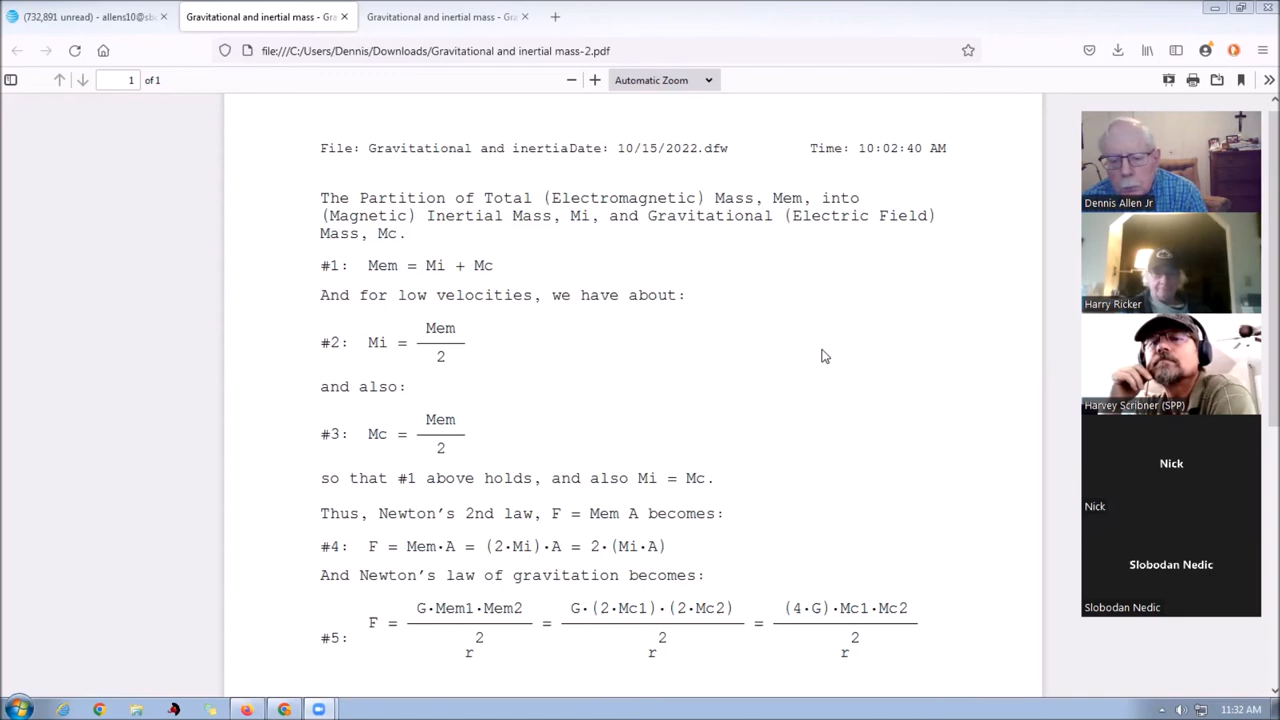 (732,891 unread) - allens10@sbc
Gravitational and inertial mass - Gra
Gravitational and inertial mass - Gra
file:///C:/Users/Dennis/Downloads/Gravitational and inertial mass-2.pdf
1 of 1
Automatic Zoom
File: Gravitational and inertiaDate: 10/15/2022.dfw Time: 10:02:40 AM
The Partition of Total (Electromagnetic) Mass, Mem, into
(Magnetic) Inertial Mass, Mi, and Gravitational (Electric Field)
Mass, Mc.
#1: Mem = Mi + Mc
And for low velocities, we have about:
Mem
#2: Mi =
2
and also:
Mem
#3: Mc =
2
so that #1 above holds, and also Mi = Mc.
Thus, Newton's 2nd law, F = Mem A becomes:
#4: F = Mem·A = (2·Mi)·A = 2·(Mi·A)
And Newton's law of gravitation becomes:
G·Mem1·Mem2 G·(2·Mc1)·(2·Mc2) (4·G)·Mc1·Mc2
F = = =
#5: 2 2 2
r r r
Dennis Allen Jr
Harry Ricker
Harvey Scribner (SPP)
Nick
Nick
Slobodan Nedic
Slobodan Nedic
11:32 AM